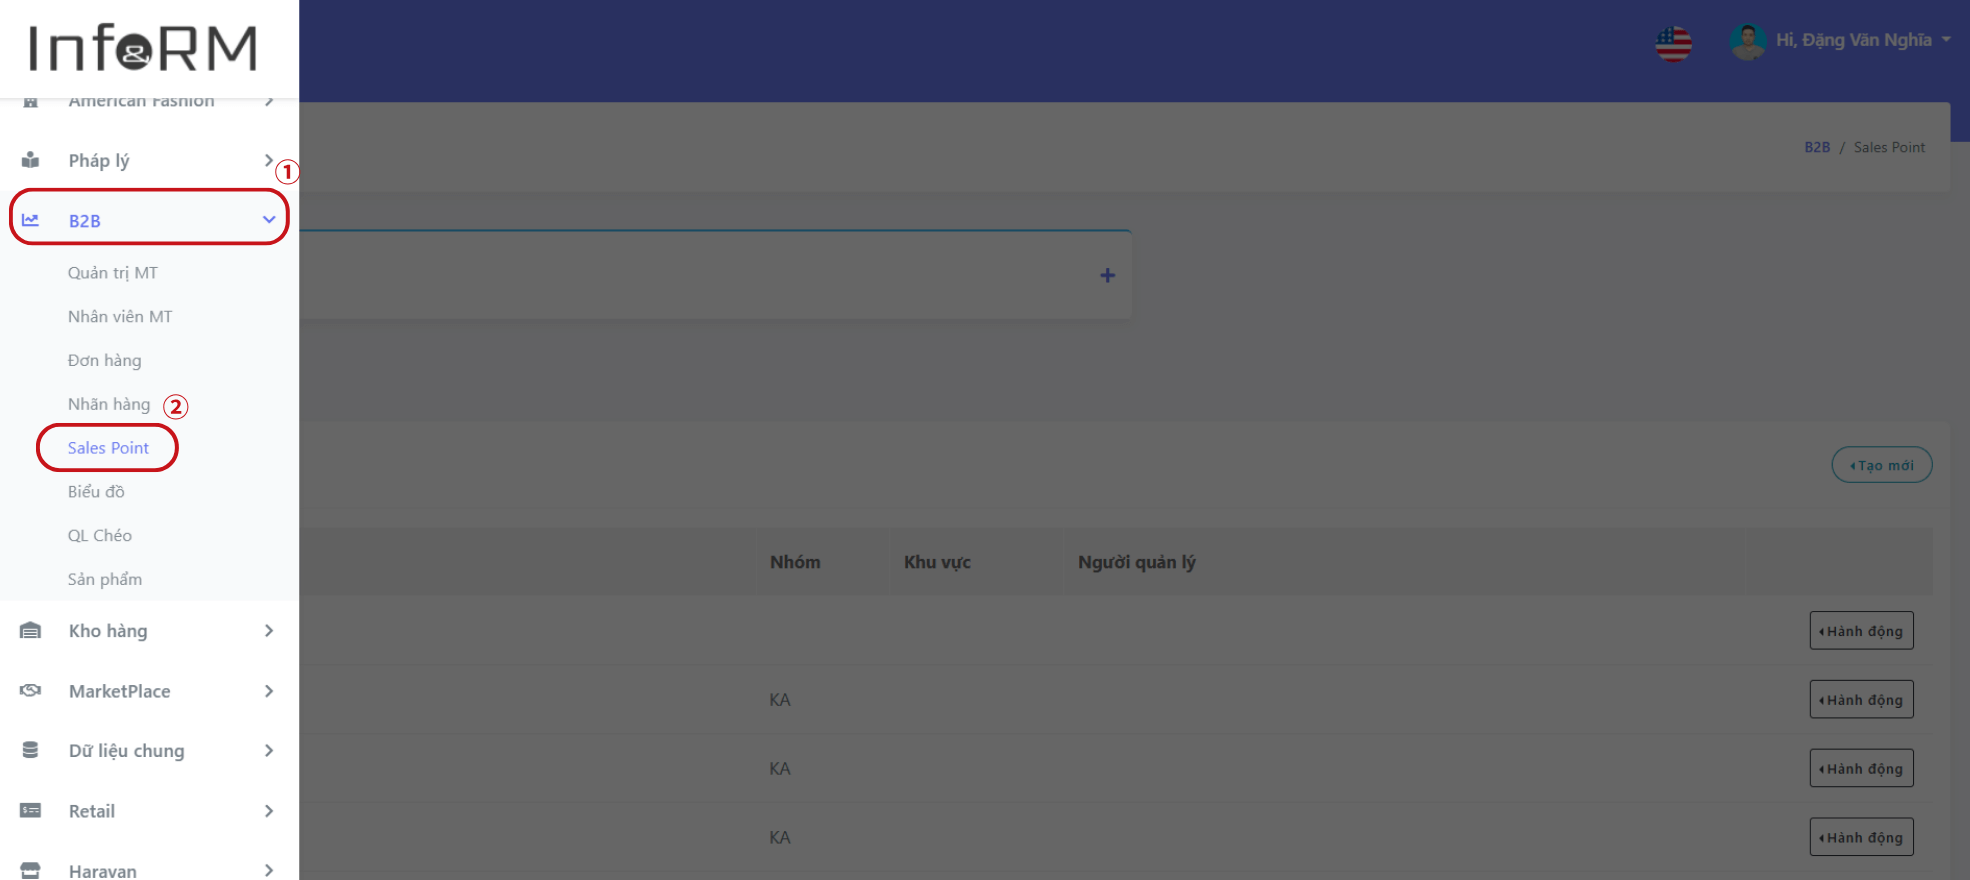 Inf&RM
American Fashion
Pháp lý
①
B2B
Quản trị MT
Nhân viên MT
Đơn hàng
Nhãn hàng ②
Sales Point
Biểu đồ
QL Chéo
Sản phẩm
Kho hàng
MarketPlace
Dữ liệu chung
Retail
Haravan
Hi, Đặng Văn Nghĩa
B2B / Sales Point
+
Tạo mới
Nhóm Khu vực Người quản lý
Hành động
KA Hành động
KA Hành động
KA Hành động